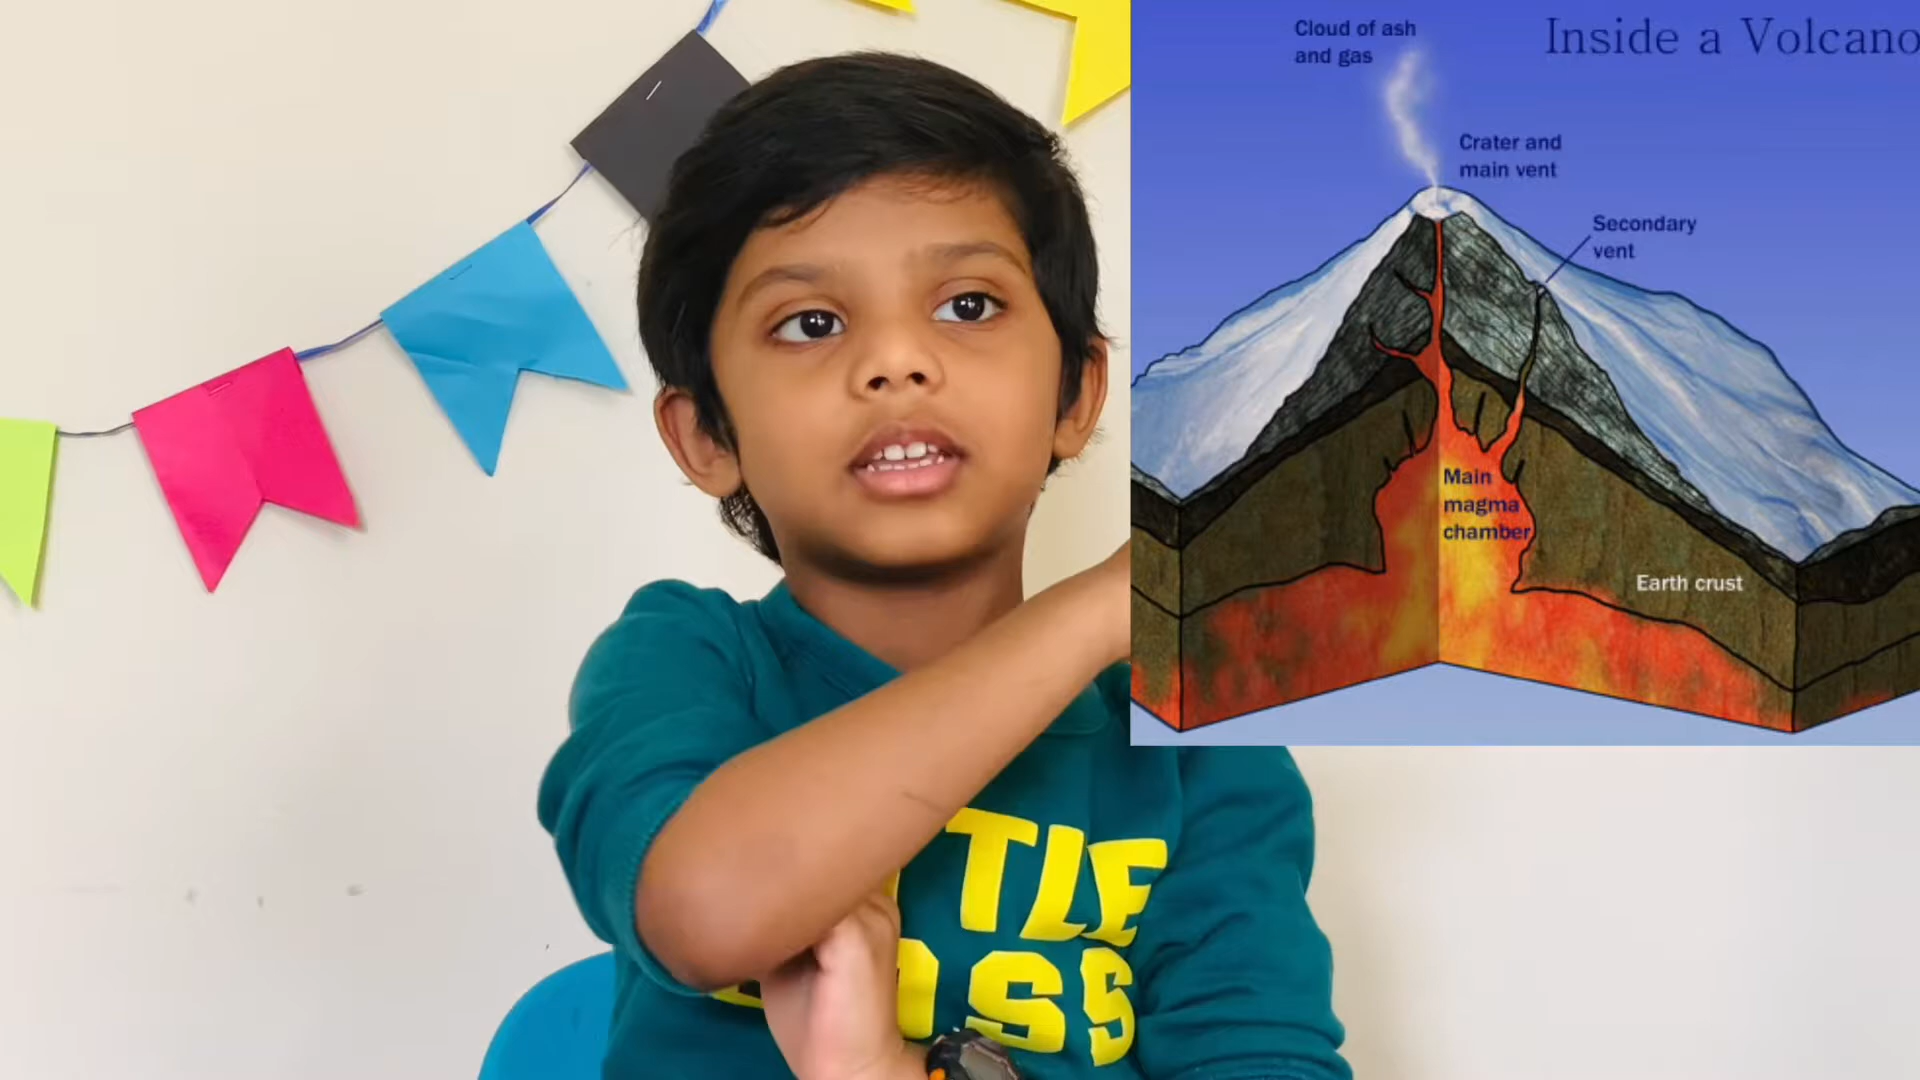 Inside a Volcano
Cloud of ash
and gas
Crater and
main vent
Secondary
vent
Main
magma
chamber
Earth crust